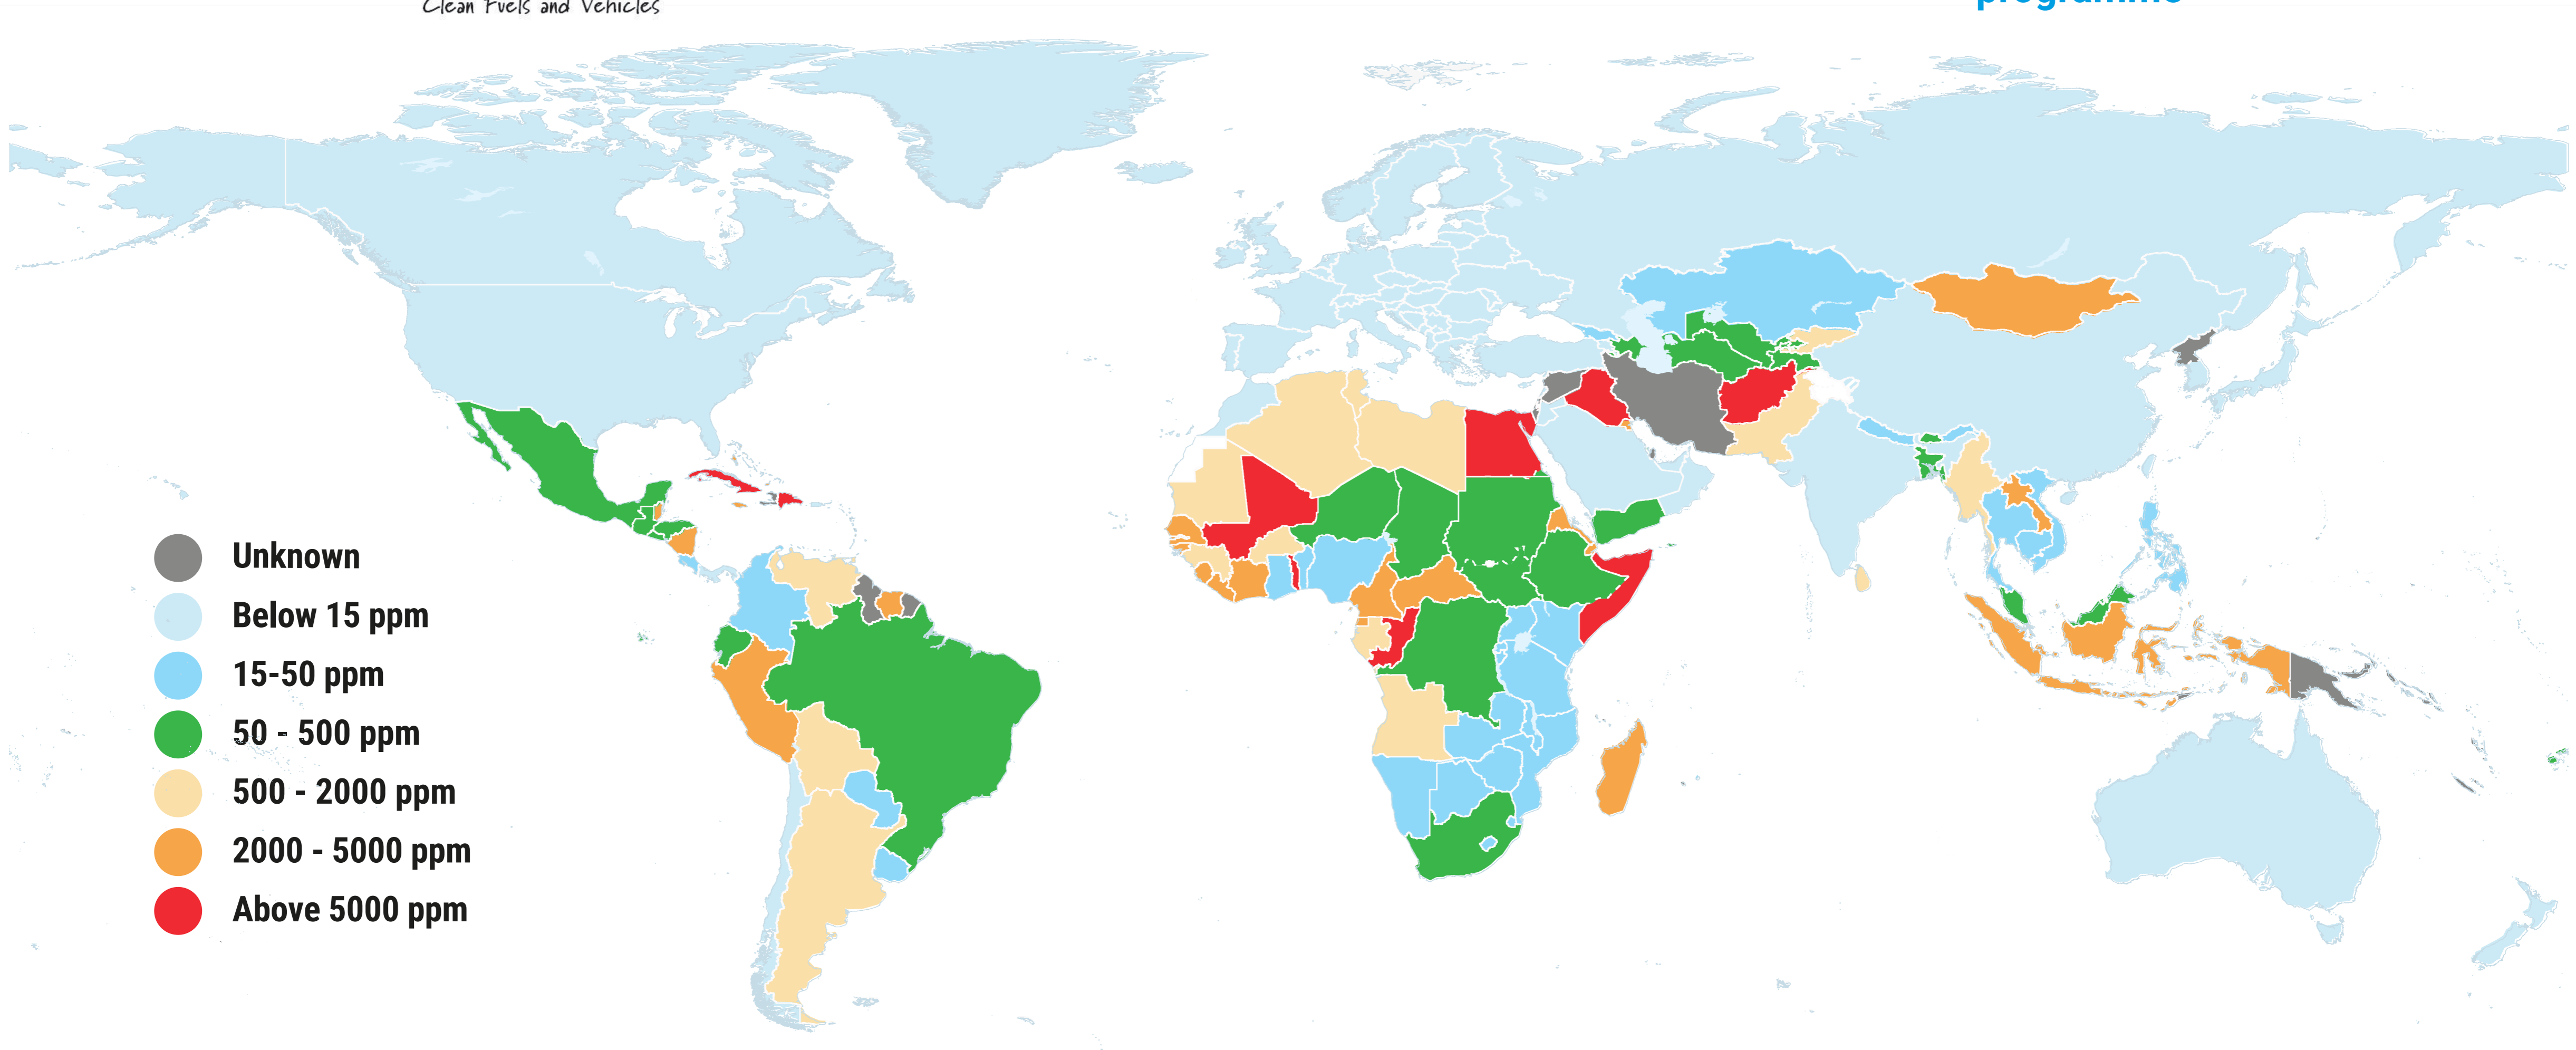 Clean Fuels and Vehicles
programme
Unknown
Below 15 ppm
15-50 ppm
50 - 500 ppm
500 - 2000 ppm
2000 - 5000 ppm
Above 5000 ppm